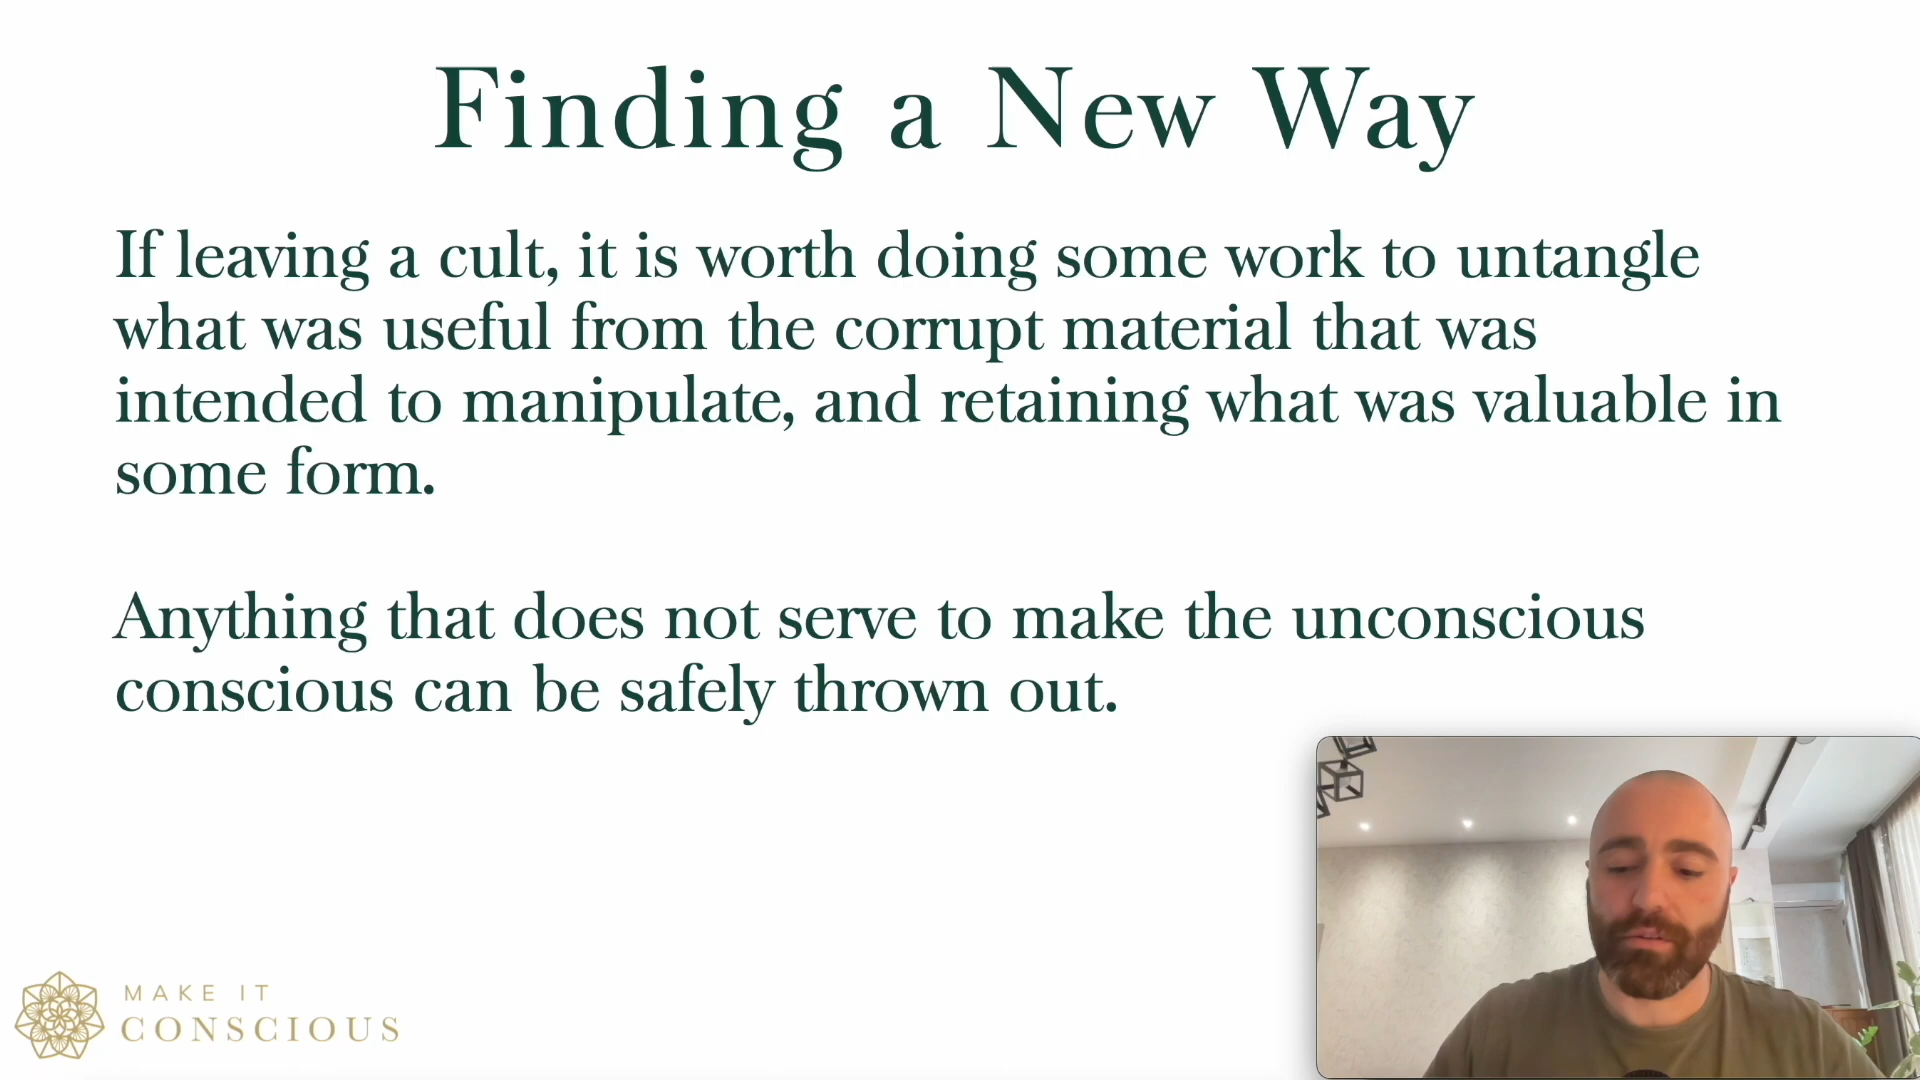 Finding a New Way
If leaving a cult, it is worth doing some work to untangle
what was useful from the corrupt material that was
intended to manipulate, and retaining what was valuable in
some form.
Anything that does not serve to make the unconscious
conscious can be safely thrown out.
MAKE IT
CONSCIOUS